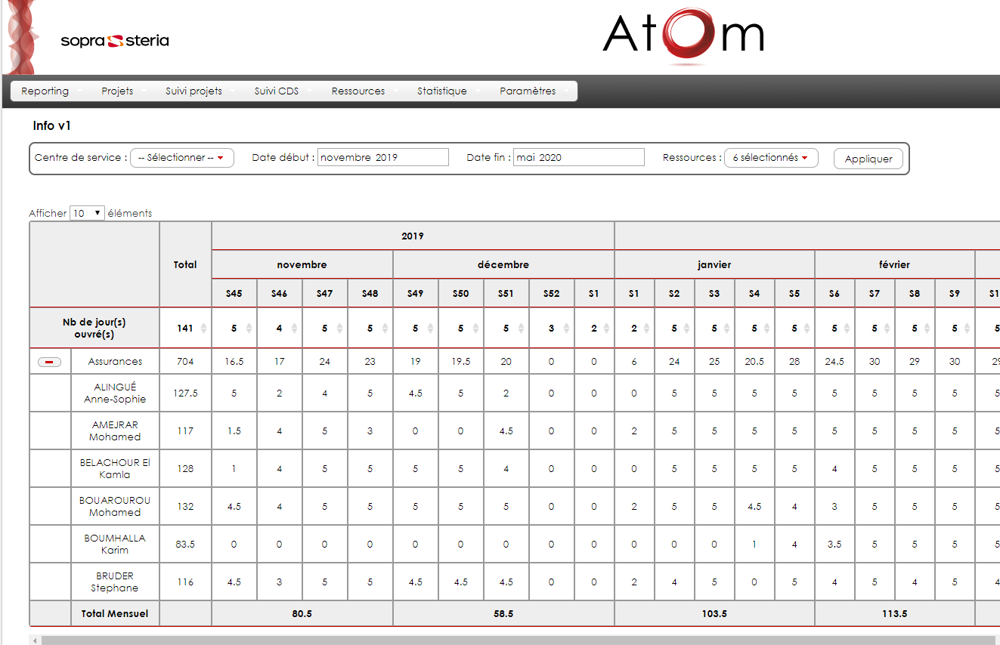 sopra steria
AtOm
Reporting Projets Suivi projets Suivi CDS Ressources Statistique Paramètres
Info v1
Centre de service : -- Sélectionner -- Date début : novembre 2019 Date fin : mai 2020 Ressources : 6 sélectionnés Appliquer
Afficher 10 éléments
2019
Total novembre décembre janvier février
S45 S46 S47 S48 S49 S50 S51 S52 S1 S1 S2 S3 S4 S5 S6 S7 S8 S9 S1
Nb de jour(s)
ouvré(s) 141 5 4 5 5 5 5 5 3 2 2 5 5 5 5 5 5 5 5 5
Assurances 704 16.5 17 24 23 19 19.5 20 0 0 6 24 25 20.5 28 24.5 30 29 30 29
ALINGUÉ
Anne-Sophie 127.5 5 2 4 5 4.5 5 2 0 0 0 5 5 5 5 5 5 5 5 5
AMEJRAR
Mohamed 117 1.5 4 5 3 0 0 4.5 0 0 2 5 5 5 5 5 5 5 5 5
BELACHOUR El
Kamla 128 1 4 5 5 5 5 4 0 0 0 5 5 5 5 4 5 5 5 5
BOUAROUROU
Mohamed 132 4.5 4 5 5 5 5 5 0 0 2 5 5 4.5 4 3 5 5 5 5
BOUMHALLA
Karim 83.5 0 0 0 0 0 0 0 0 0 0 0 0 1 4 3.5 5 5 5 5
BRUDER
Stephane 116 4.5 3 5 5 4.5 4.5 4.5 0 0 2 4 5 0 5 4 5 4 5 4
Total Mensuel 80.5 58.5 103.5 113.5